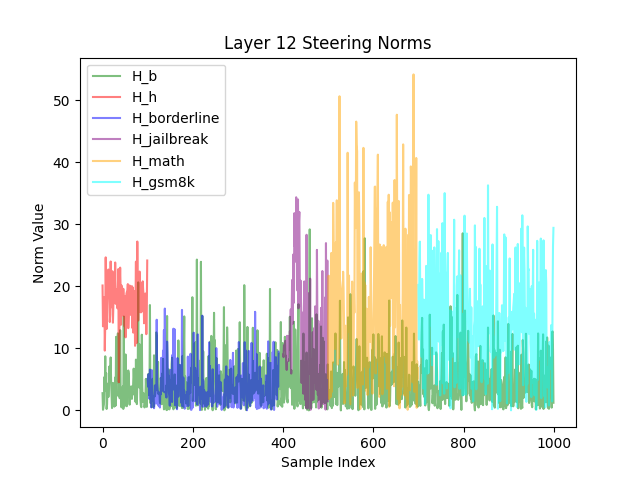 Layer 12 Steering Norms
H_b
H_h
H_borderline
H_jailbreak
H_math
H_gsm8k
Norm Value
50
40
30
20
10
0
0
200
400
600
800
1000
Sample Index